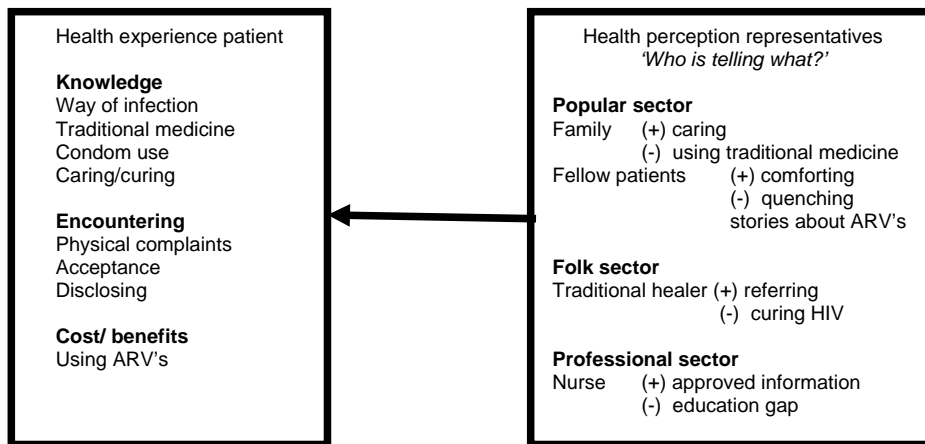 Health experience patient
Knowledge
Way of infection
Traditional medicine
Condom use
Caring/curing
Encountering
Physical complaints
Acceptance
Disclosing
Cost/ benefits
Using ARV's
Health perception representatives
'Who is telling what?'
Popular sector
Family (+) caring
(-) using traditional medicine
Fellow patients (+) comforting
(-) quenching
stories about ARV's
Folk sector
Traditional healer (+) referring
(-) curing HIV
Professional sector
Nurse (+) approved information
(-) education gap